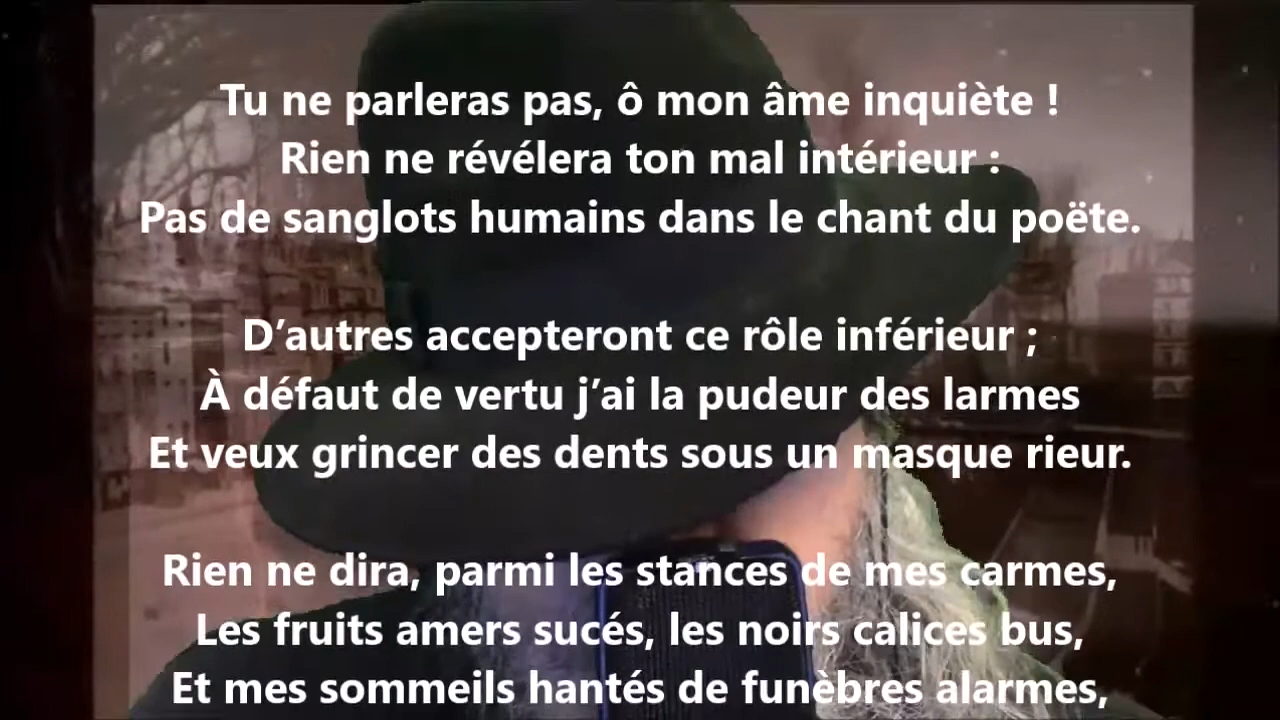 Tu ne parleras pas, ô mon âme inquiète !
Rien ne révélera ton mal intérieur :
Pas de sanglots humains dans le chant du poëte.
D’autres accepteront ce rôle inférieur ;
À défaut de vertu j’ai la pudeur des larmes
Et veux grincer des dents sous un masque rieur.
Rien ne dira, parmi les stances de mes carmes,
Les fruits amers sucés, les noirs calices bus,
Et mes sommeils hantés de funèbres alarmes,